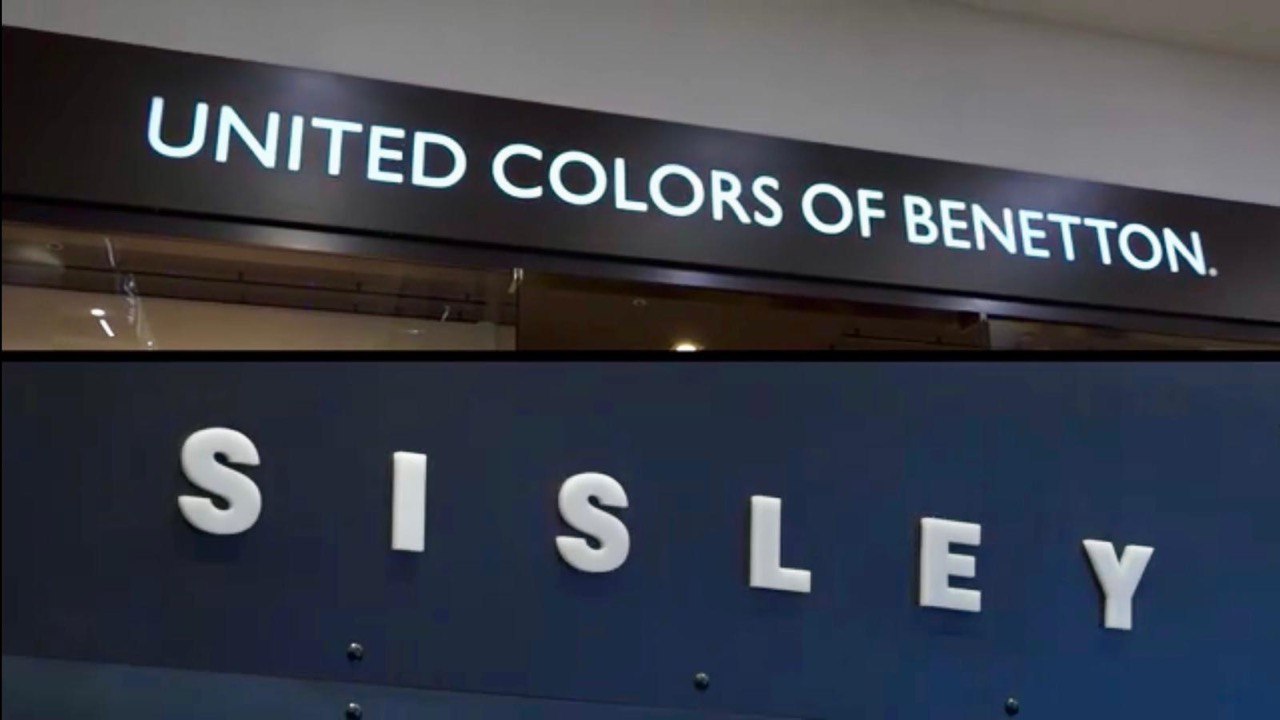 UNITED COLORS OF BENETTON.
SISLEY